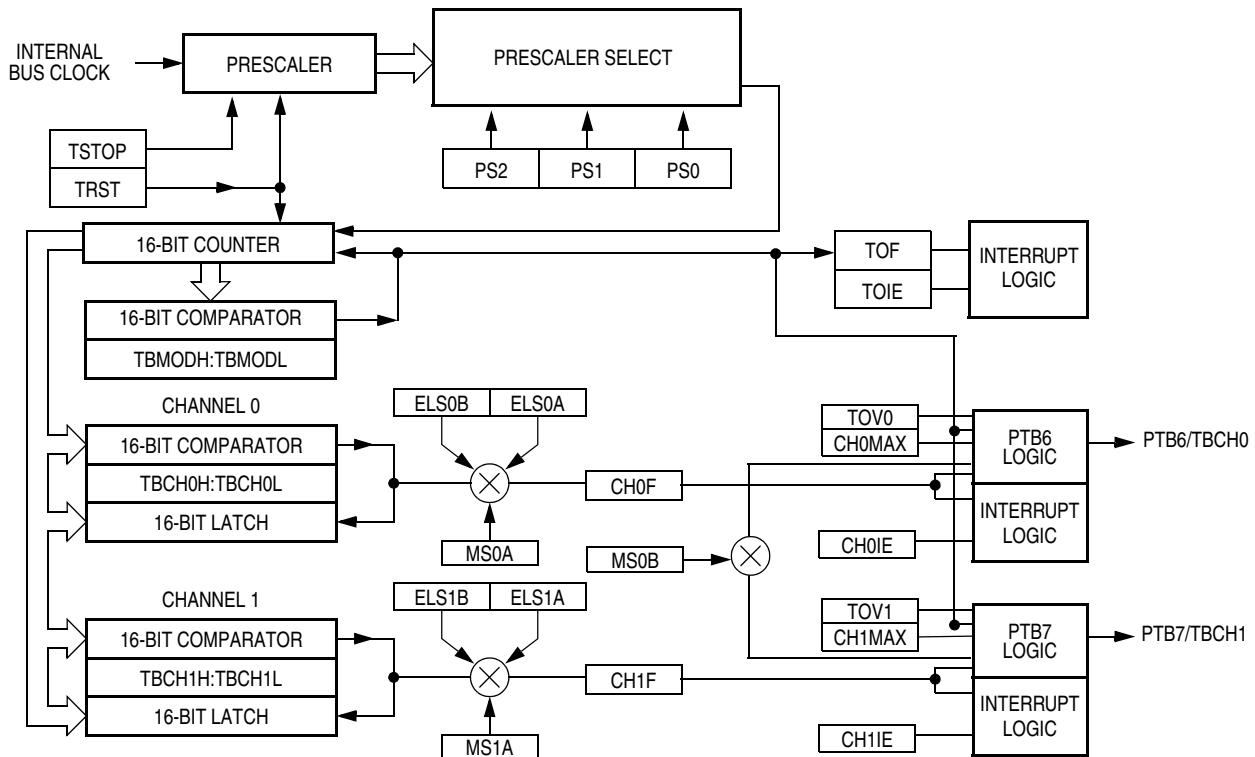 INTERNAL
BUS CLOCK
PRESCALER
PRESCALER SELECT
TSTOP
TRST
PS2
PS1
PS0
16-BIT COUNTER
TOF
TOIE
INTERRUPT
LOGIC
16-BIT COMPARATOR
TBMODH:TBMODL
CHANNEL 0
ELS0B
ELS0A
16-BIT COMPARATOR
TBCH0H:TBCH0L
16-BIT LATCH
MS0A
CH0F
MS0B
TOV0
CH0MAX
PTB6
LOGIC
PTB6/TBCH0
INTERRUPT
LOGIC
CH0IE
CHANNEL 1
ELS1B
ELS1A
16-BIT COMPARATOR
TBCH1H:TBCH1L
16-BIT LATCH
MS1A
CH1F
TOV1
CH1MAX
PTB7
LOGIC
PTB7/TBCH1
INTERRUPT
LOGIC
CH1IE